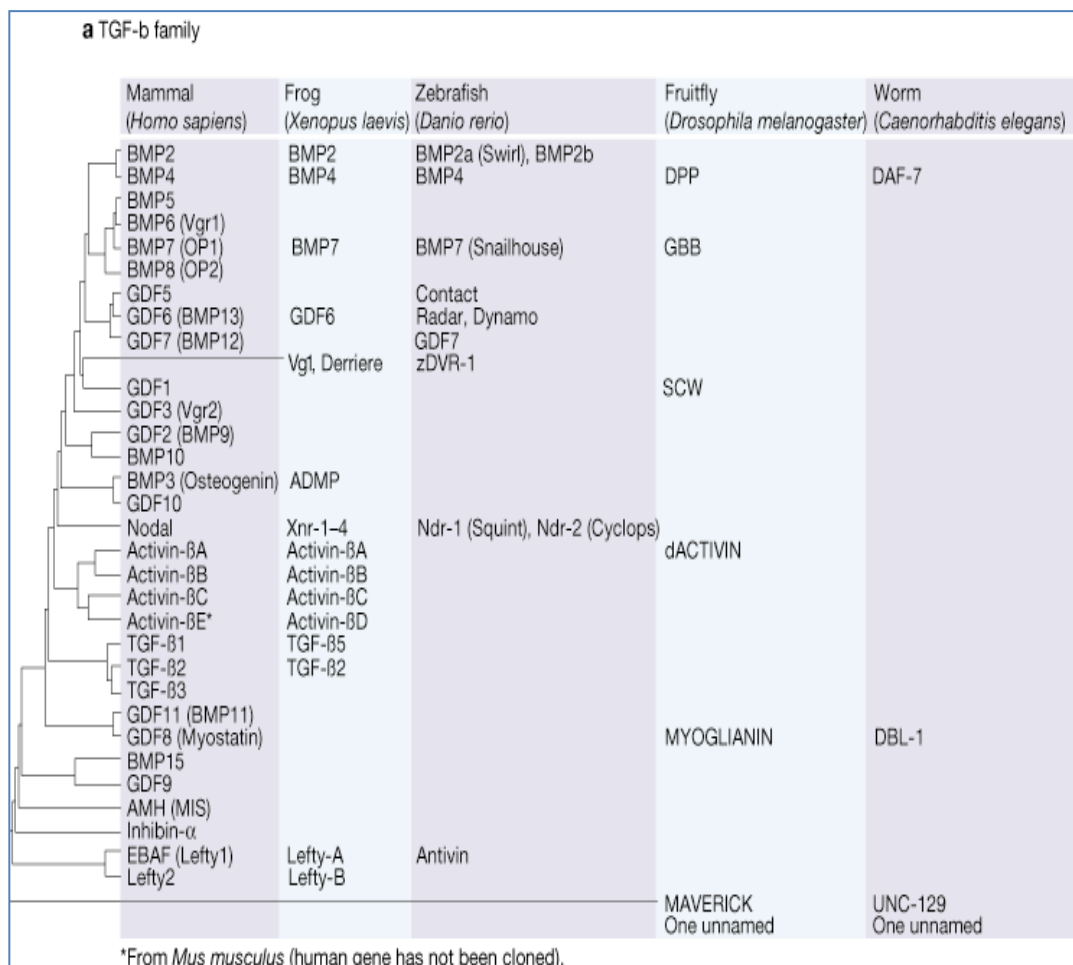 a TGF-b family
Mammal Frog Zebrafish Fruitfly Worm
(Homo sapiens) (Xenopus laevis) (Danio rerio) (Drosophila melanogaster) (Caenorhabditis elegans)
BMP2 BMP2 BMP2a (Swirl), BMP2b
BMP4 BMP4 BMP4 DPP DAF-7
BMP5
BMP6 (Vgr1)
BMP7 (OP1) BMP7 BMP7 (Snailhouse) GBB
BMP8 (OP2)
GDF5 Contact
GDF6 (BMP13) GDF6 Radar, Dynamo
GDF7 (BMP12) GDF7
Vg1, Derriere zDVR-1
GDF1 SCW
GDF3 (Vgr2)
GDF2 (BMP9)
BMP10
BMP3 (Osteogenin) ADMP
GDF10
Nodal Xnr-1–4 Ndr-1 (Squint), Ndr-2 (Cyclops)
Activin-ßA Activin-ßA dACTIVIN
Activin-ßB Activin-ßB
Activin-ßC Activin-ßC
Activin-ßE* Activin-ßD
TGF-ß1 TGF-ß5
TGF-ß2 TGF-ß2
TGF-ß3
GDF11 (BMP11)
GDF8 (Myostatin) MYOGLIANIN DBL-1
BMP15
GDF9
AMH (MIS)
Inhibin-α
EBAF (Lefty1) Lefty-A Antivin
Lefty2 Lefty-B
MAVERICK UNC-129
One unnamed One unnamed
*From Mus musculus (human gene has not been cloned).